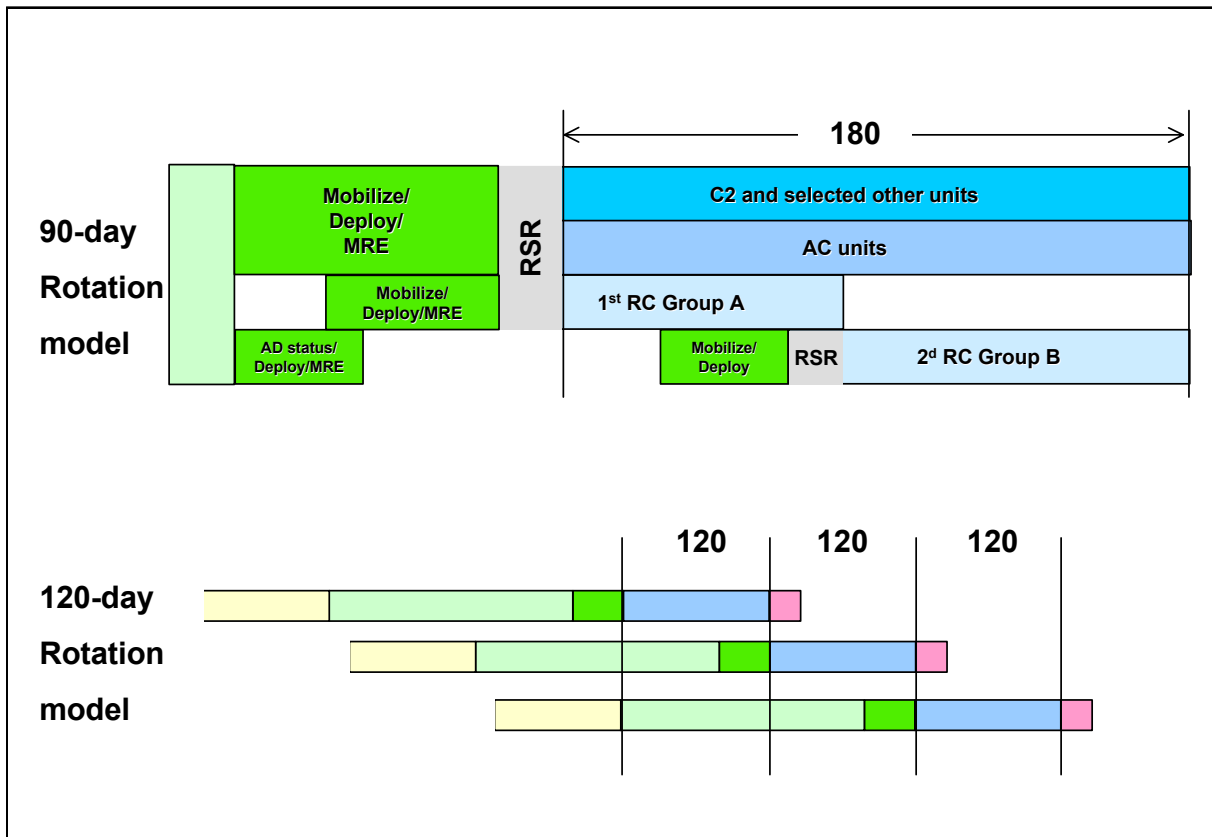 180
90-day
Rotation
model
Mobilize/
Deploy/
MRE
RSR
C2 and selected other units
AC units
Mobilize/
Deploy/MRE
1st RC Group A
AD status/
Deploy/MRE
Mobilize/
Deploy
RSR
2d RC Group B
120
120
120
120-day
Rotation
model